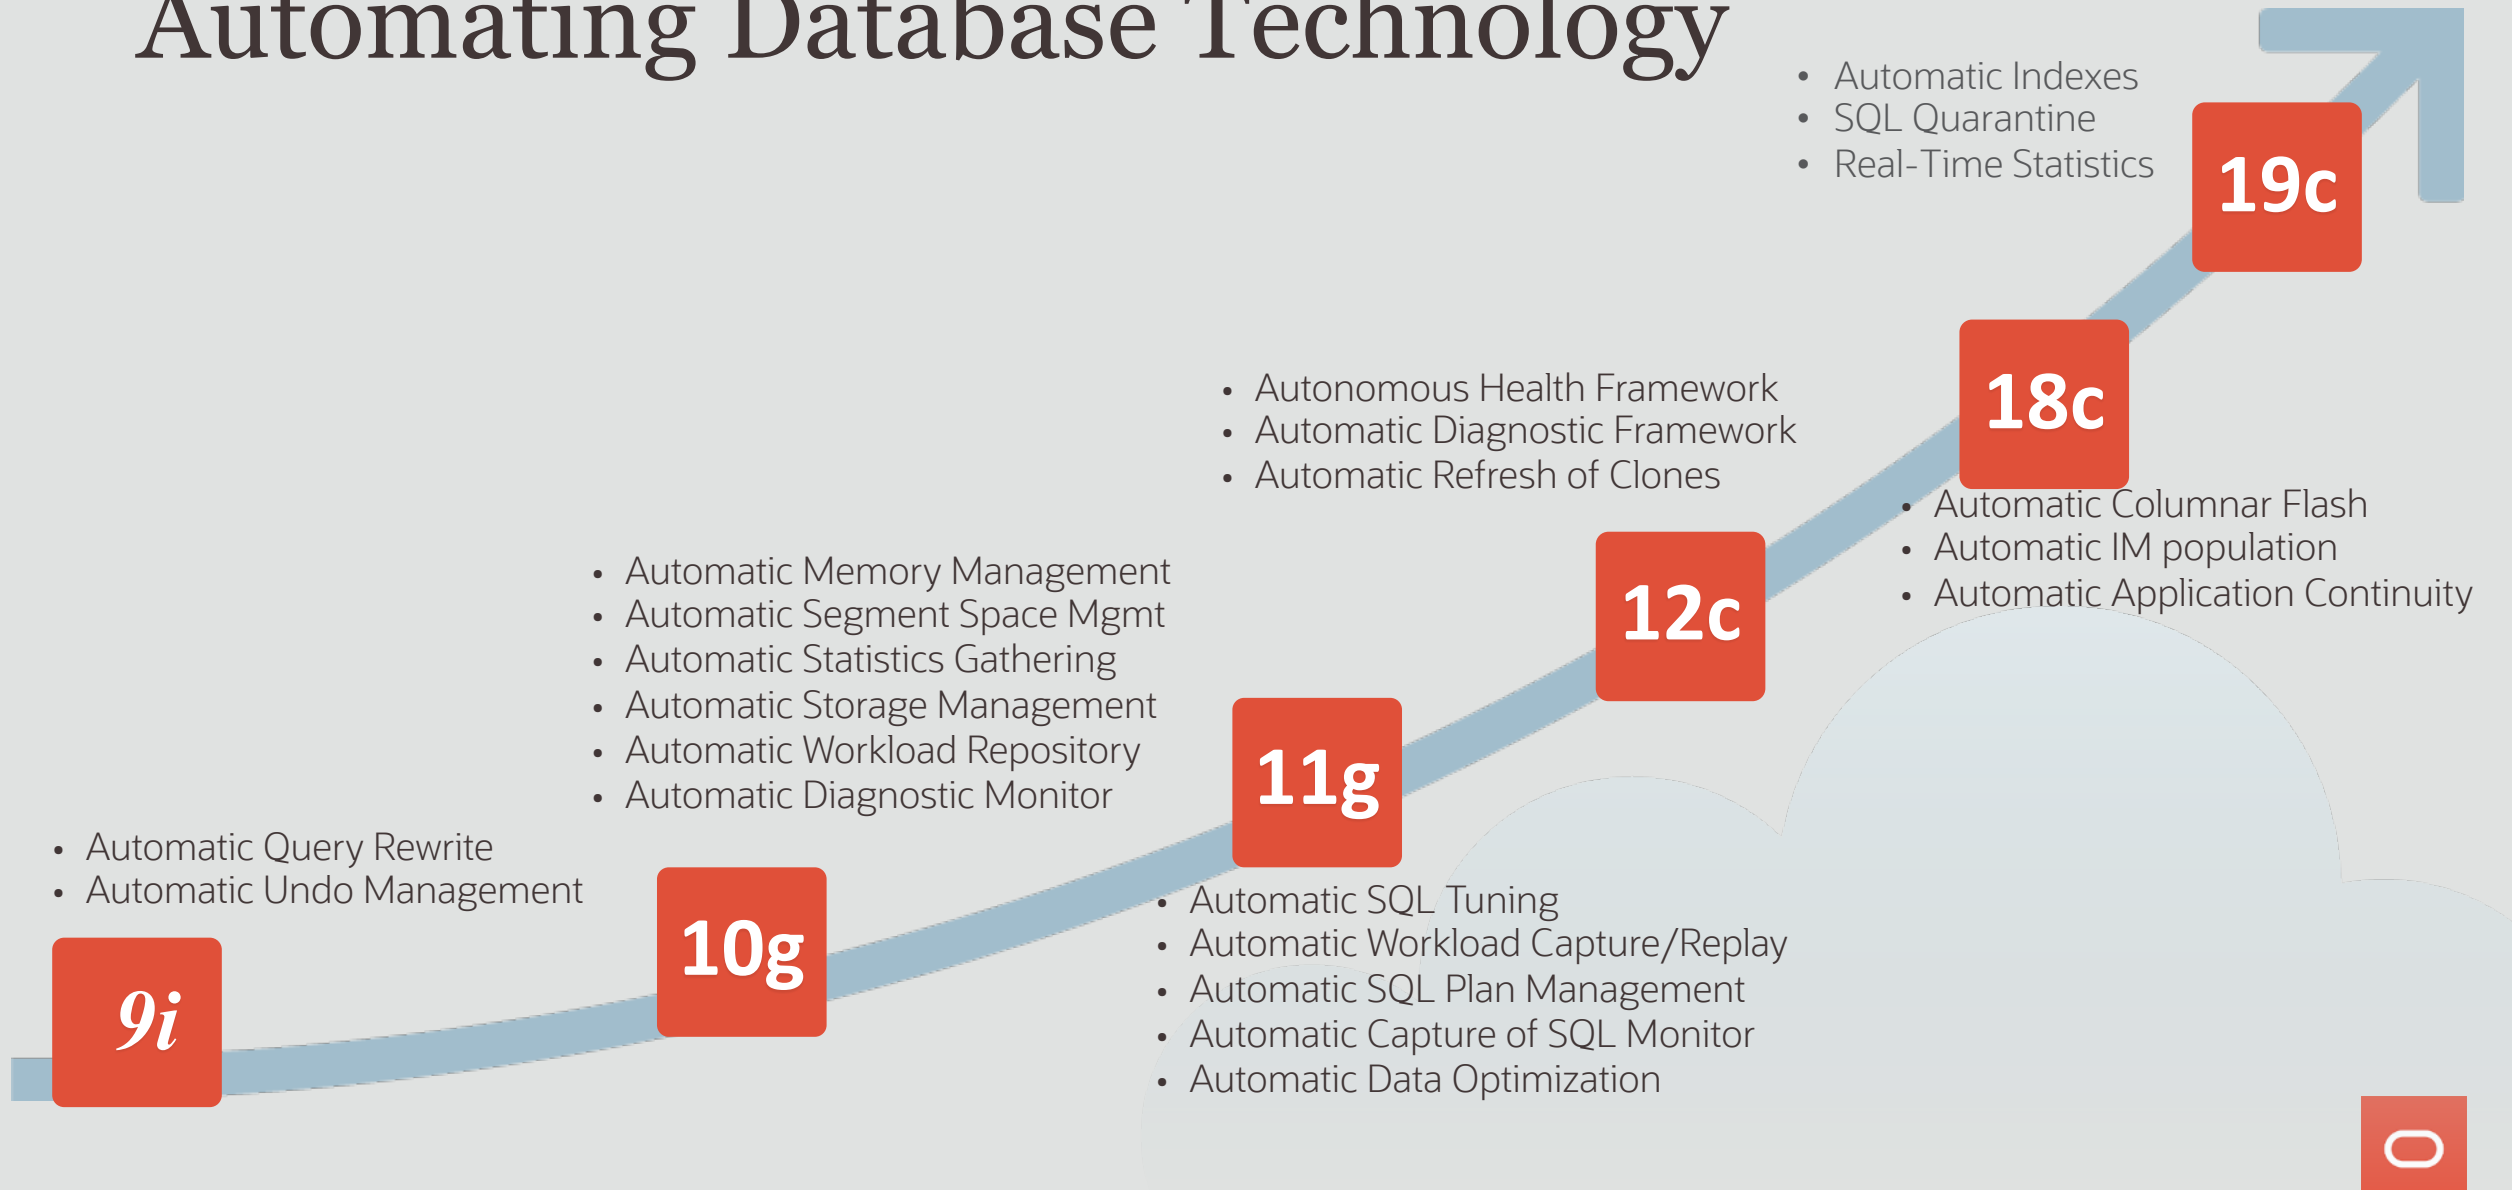 Automating Database Technology
• Automatic Indexes
• SQL Quarantine
• Real-Time Statistics
19c
18c
• Automatic Columnar Flash
• Automatic IM population
• Automatic Application Continuity
• Autonomous Health Framework
• Automatic Diagnostic Framework
• Automatic Refresh of Clones
12c
• Automatic Memory Management
• Automatic Segment Space Mgmt
• Automatic Statistics Gathering
• Automatic Storage Management
• Automatic Workload Repository
• Automatic Diagnostic Monitor
11g
• Automatic SQL Tuning
• Automatic Workload Capture/Replay
• Automatic SQL Plan Management
• Automatic Capture of SQL Monitor
• Automatic Data Optimization
• Automatic Query Rewrite
• Automatic Undo Management
10g
9i